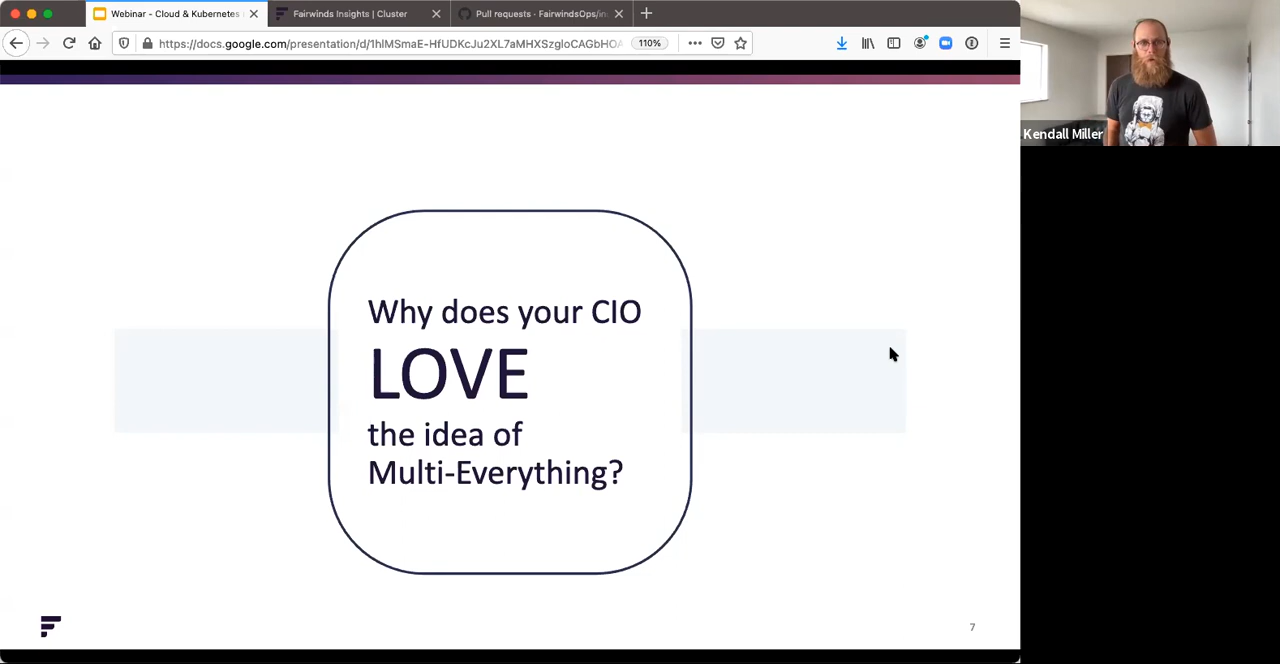 Webinar - Cloud & Kubernetes
Fairwinds Insights | Cluster
Pull requests · FairwindsOps/in
https://docs.google.com/presentation/d/1hlMSmaE-HfUDKcJu2XL7aMHXSzgloCAGbHOA
110%
Kendall Miller
Why does your CIO
LOVE
the idea of
Multi-Everything?
7